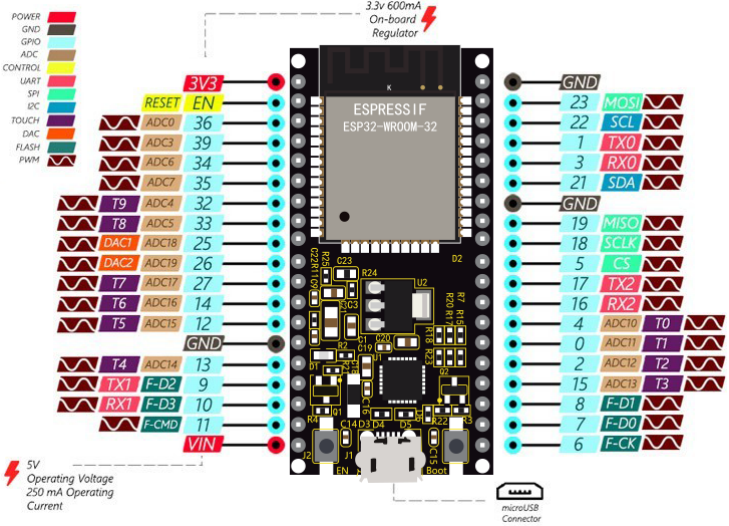 POWER
GND
GPIO
ADC
CONTROL
UART
SPI
I2C
TOUCH
DAC
FLASH
PWM
3.3v 600mA
On-board
Regulator
3V3
RESET EN
ADC0 36
ADC3 39
ADC6 34
ADC7 35
T9 ADC4 32
T8 ADC5 33
DAC1 ADC18 25
DAC2 ADC19 26
T7 ADC17 27
T6 ADC16 14
T5 ADC15 12
GND
T4 ADC14 13
TX1 F-D2 9
RX1 F-D3 10
F-CMD 11
VIN
5V
Operating Voltage
250 mA Operating
Current
K
ESPRESSIF
ESP32-WROOM-32
D2
C22
R11
R25
C23
R24
C3
U2
R7
R20 R15
R17
R18
C1
C20
C19
R2
D1
R23
Q2
Q1
R4
C14 D3 D4 D5
R22 R3
C15
J2 J1
EN Boot
GND
23 MOSI
22 SCL
1 TX0
3 RX0
21 SDA
GND
19 MISO
18 SCLK
5 CS
17 TX2
16 RX2
4 ADC10 T0
0 ADC11 T1
2 ADC12 T2
15 ADC13 T3
8 F-D1
7 F-D0
6 F-CK
microUSB
Connector